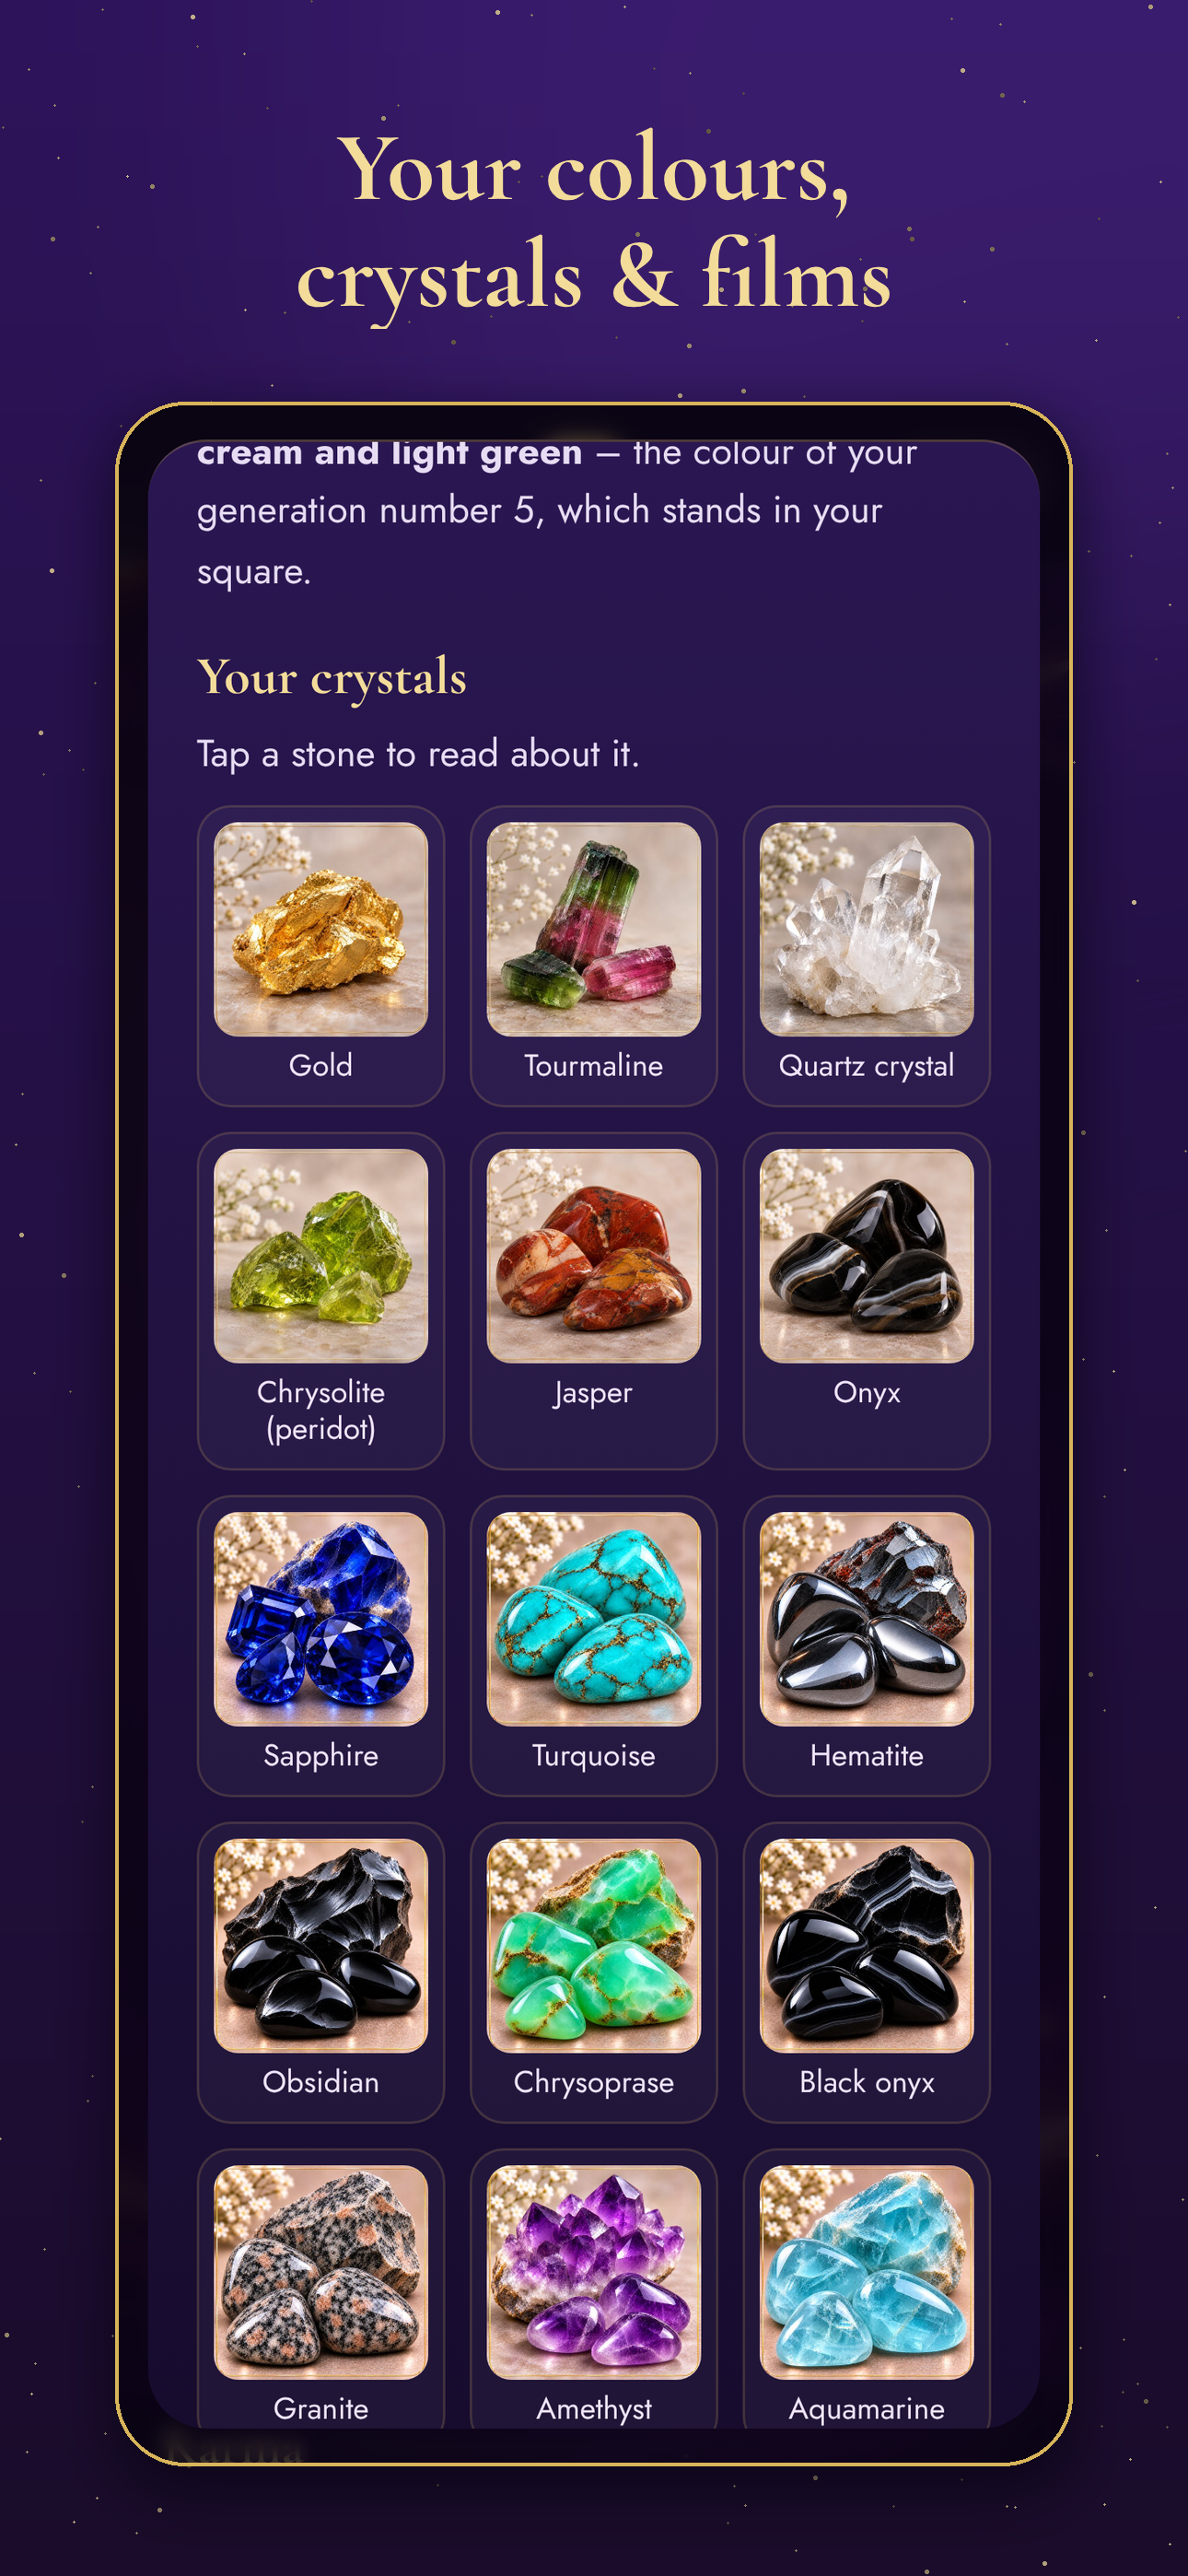 Your colours,
crystals & films
cream and light green – the colour of your
generation number 5, which stands in your
square.
Your crystals
Tap a stone to read about it.
Gold
Tourmaline
Quartz crystal
Chrysolite
(peridot)
Jasper
Onyx
Sapphire
Turquoise
Hematite
Obsidian
Chrysoprase
Black onyx
Granite
Amethyst
Aquamarine
Karma